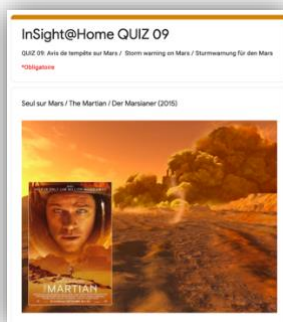 InSight@Home QUIZ 09
QUIZ 09: Avis de tempête sur Mars / Storm warning on Mars / Sturmwarnung für den Mars
*Obligatoire
Seul sur Mars / The Martian / Der Marsianer (2015)
THE MARTIAN